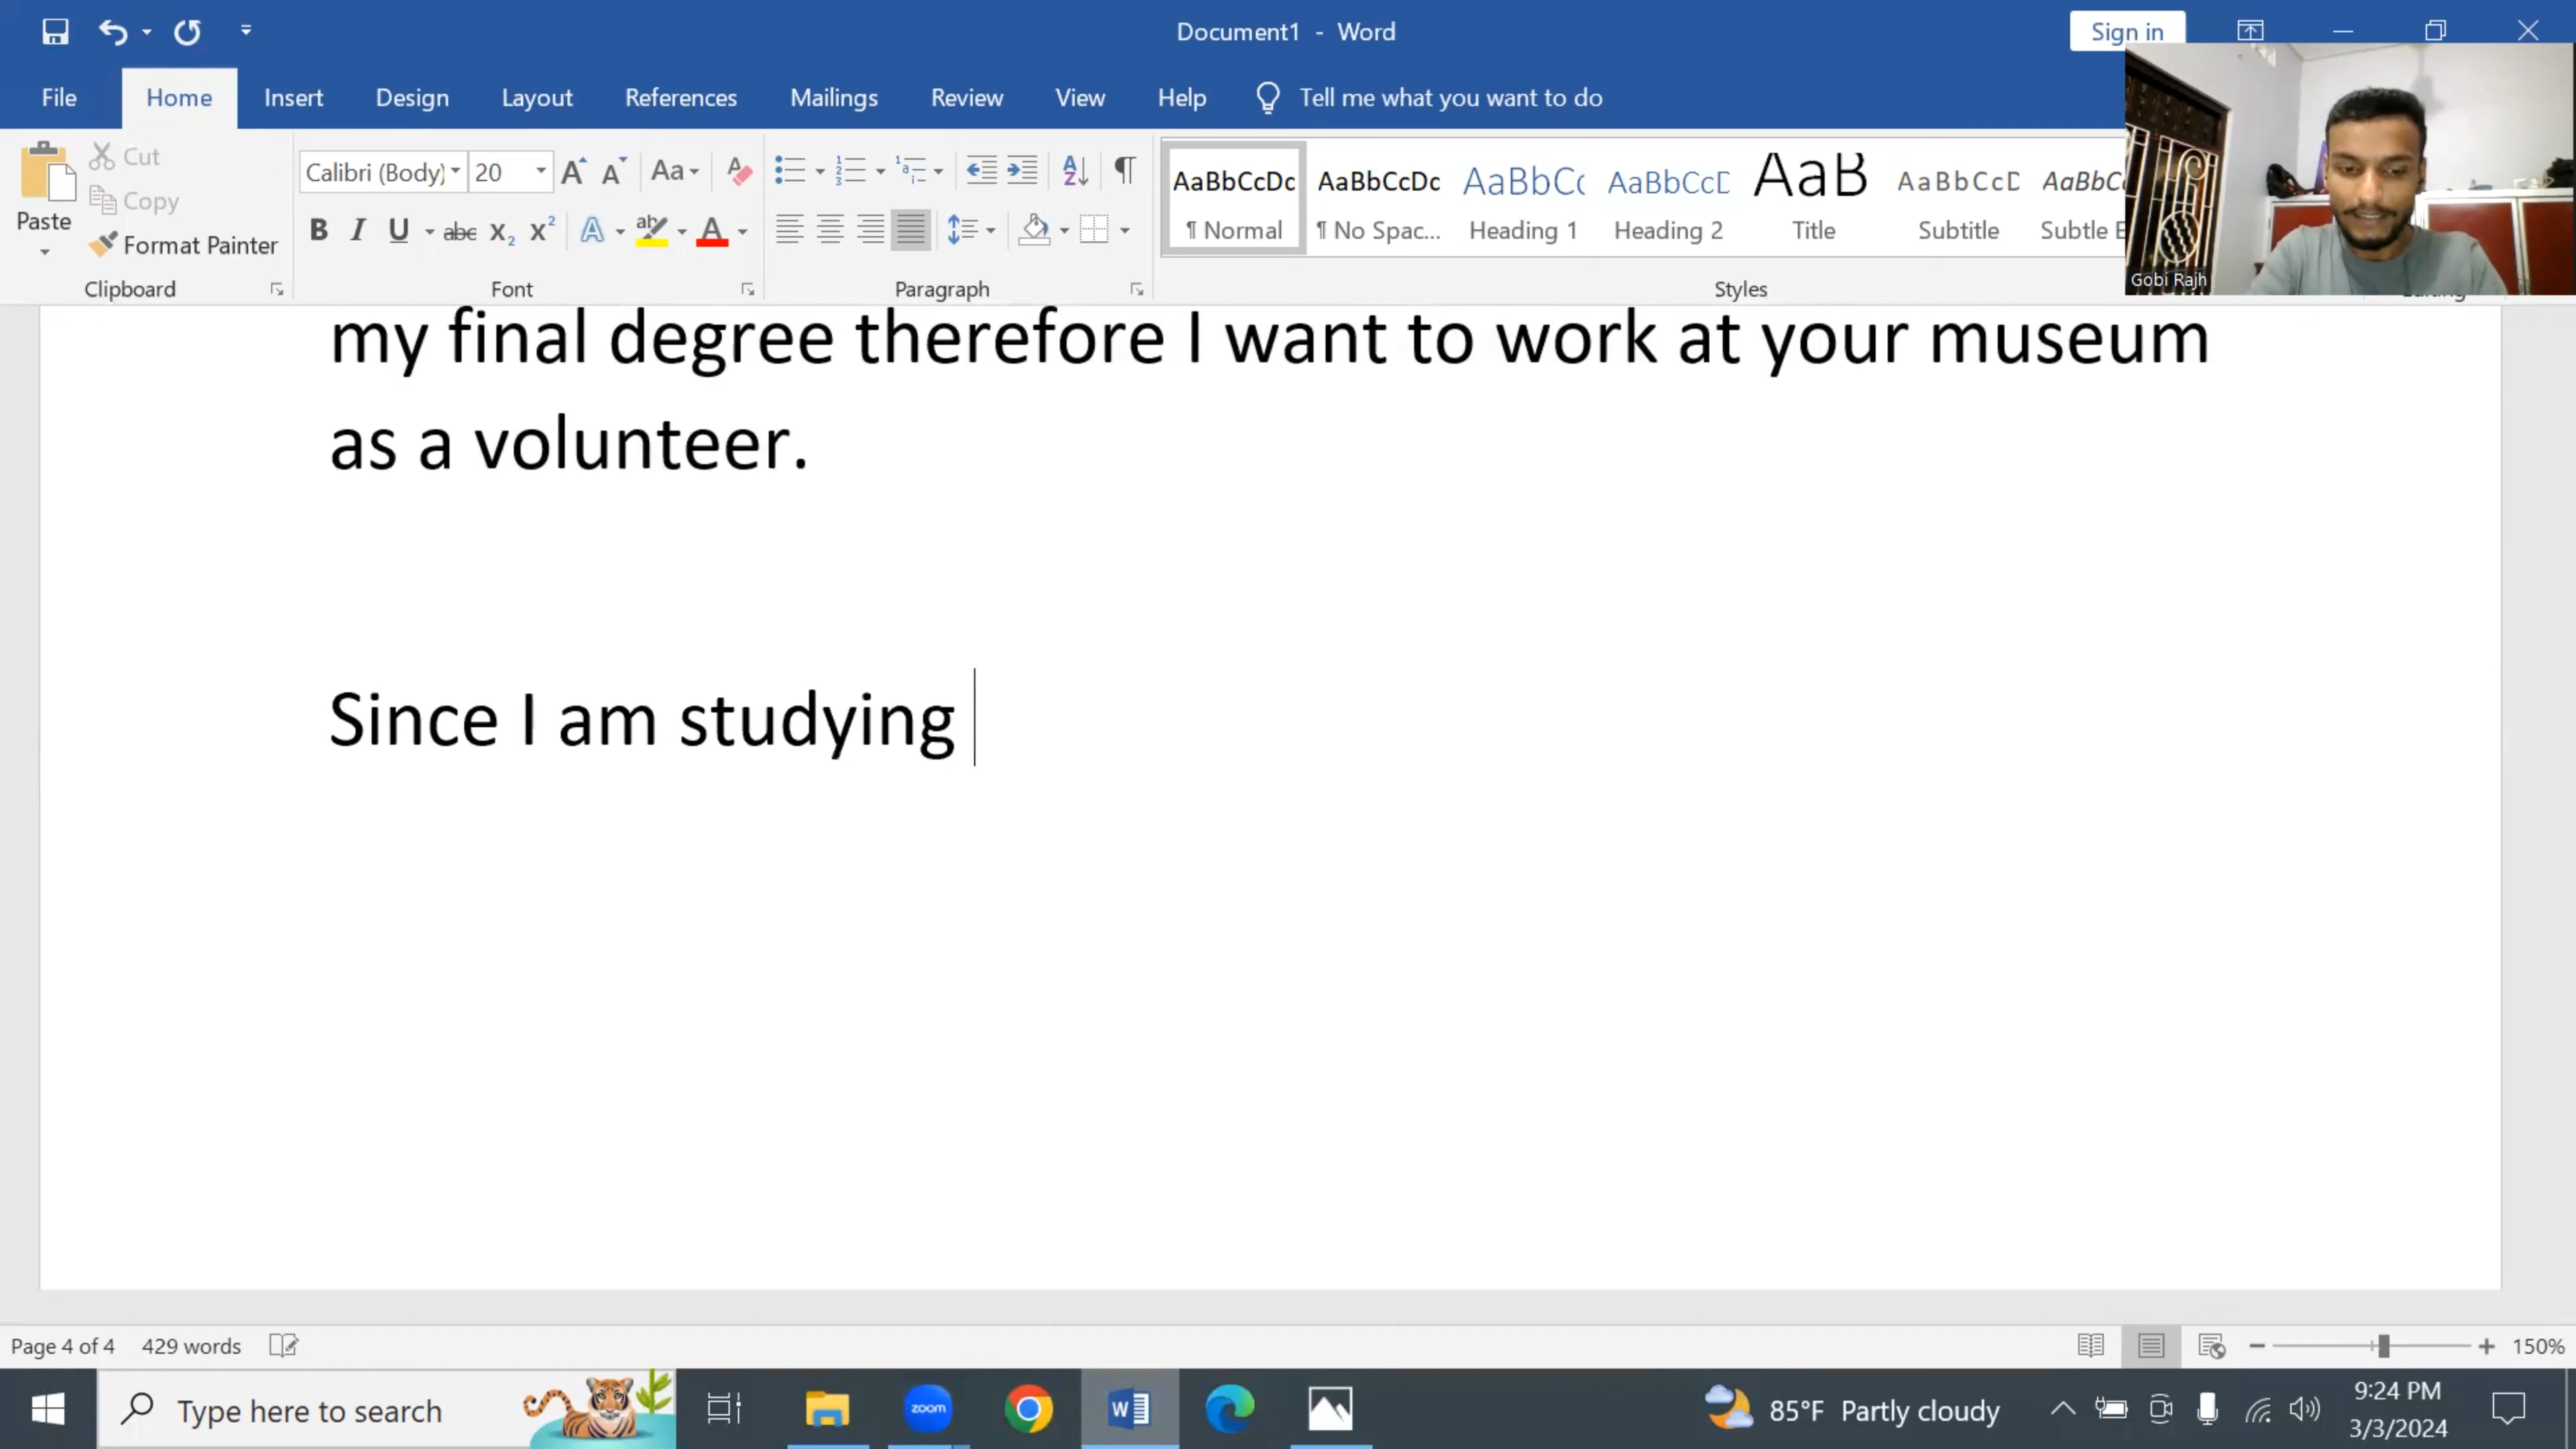 Document1 - Word
Sign in
File Home Insert Design Layout References Mailings Review View Help Tell me what you want to do
Paste
Cut
Copy
Format Painter
Clipboard
Calibri (Body) 20
Font
Paragraph
AaBbCcDc AaBbCcDc AaBbCc AaBbCcD AaB AaBbCcD AaBbC
¶ Normal ¶ No Spac... Heading 1 Heading 2 Title Subtitle Subtle E
Styles
Gobi Rajh
my final degree therefore I want to work at your museum
as a volunteer.
Since I am studying
Page 4 of 4 429 words
150%
Type here to search
zoom
85°F Partly cloudy
9:24 PM
3/3/2024